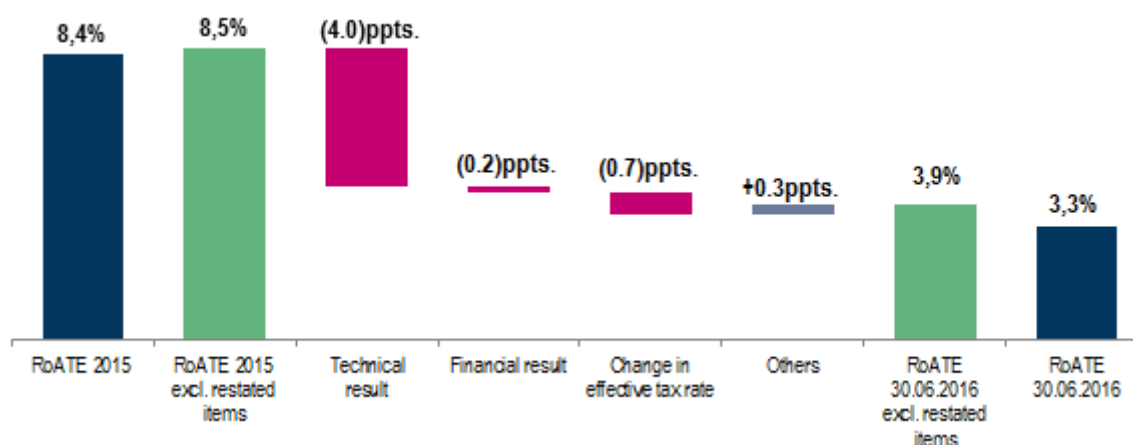 8,4%
8,5%
(4.0)ppts.
(0.2)ppts.
(0.7)ppts.
+0.3ppts.
3,9%
3,3%
RoATE 2015
RoATE 2015
excl. restated
items
Technical
result
Financial result
Change in
effective tax rate
Others
RoATE
30.06.2016
excl. restated
items
RoATE
30.06.2016